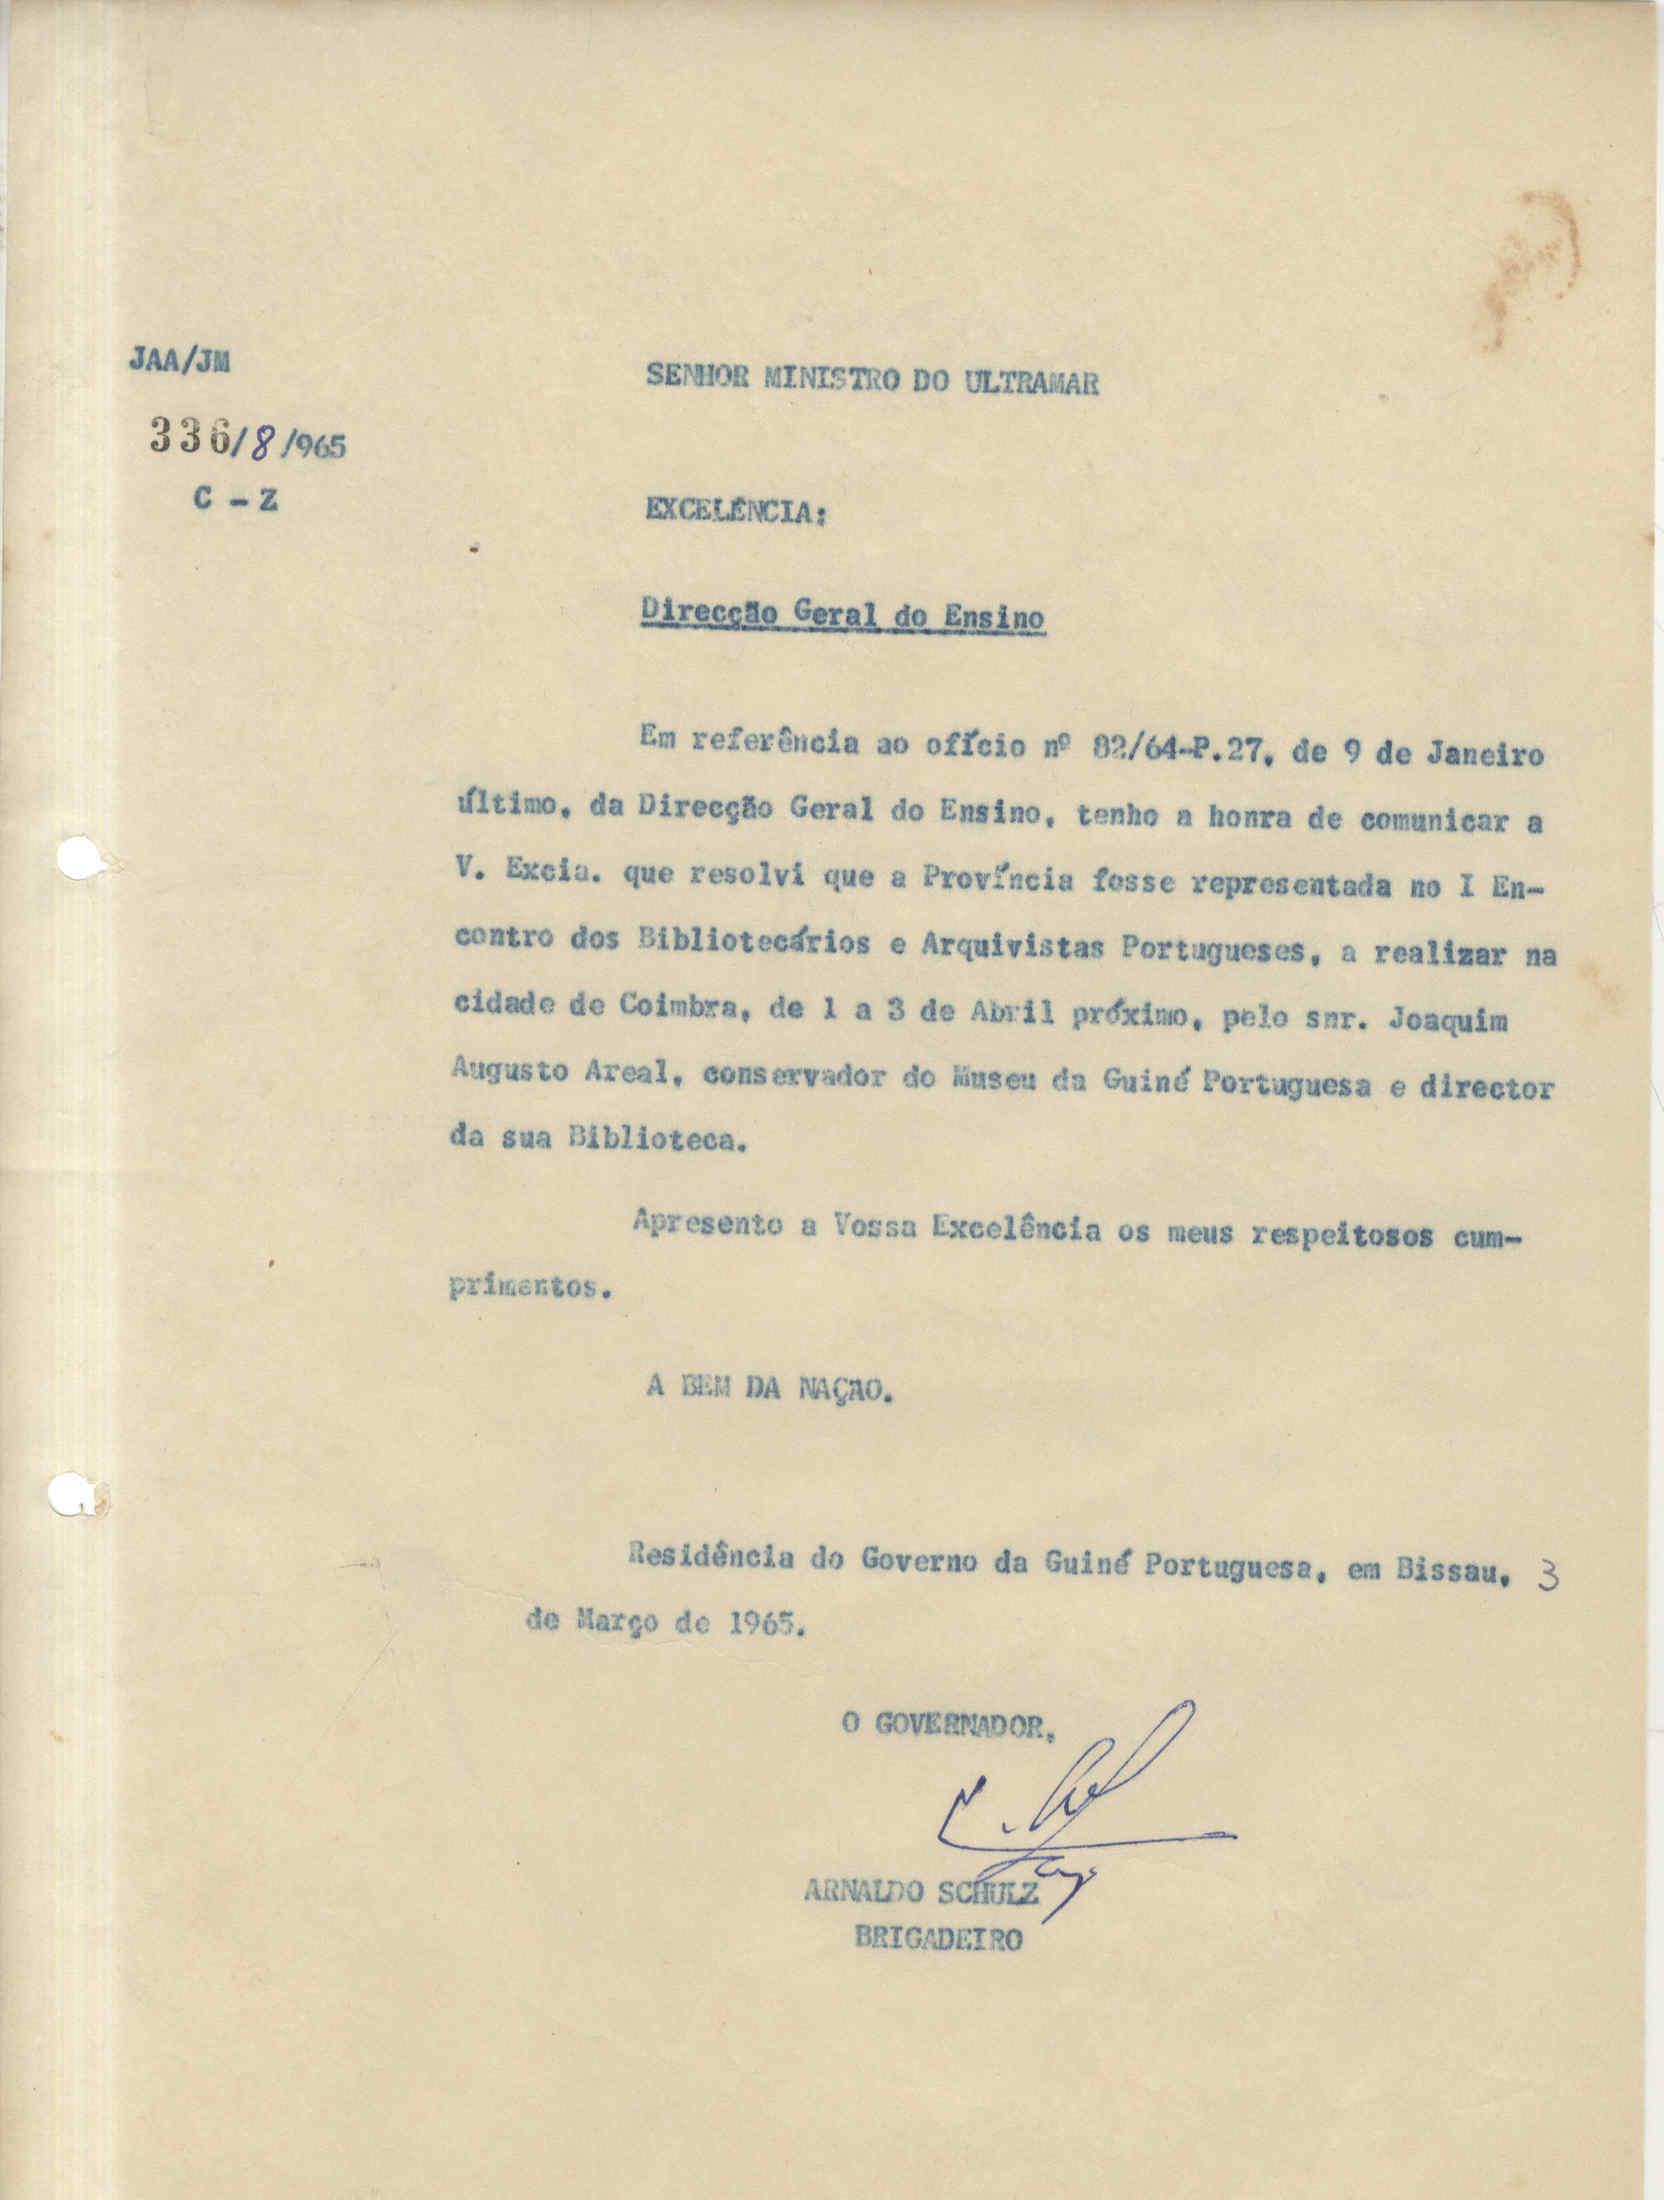 JAA/JM
SENHOR MINISTRO DO ULTRAMAR
336/8/965
C - Z
EXCELÊNCIA:
Direcção Geral do Ensino
Em referência ao ofício nº 82/64-P.27, de 9 de Janeiro
último, da Direcção Geral do Ensino, tenho a honra de comunicar a
V. Excia. que resolvi que a Província fosse representada no I En-
contro dos Bibliotecários e Arquivistas Portugueses, a realizar na
cidade de Coimbra, de 1 a 3 de Abril próximo, pelo snr. Joaquim
Augusto Areal, conservador do Museu da Guiné Portuguesa e director
da sua Biblioteca.
Apresento a Vossa Excelência os meus respeitosos cum-
primentos.
A BEM DA NAÇÃO.
Residência do Governo da Guiné Portuguesa, em Bissau, 3
de Março de 1965.
O GOVERNADOR,
ARNALDO SCHULZ
BRIGADEIRO